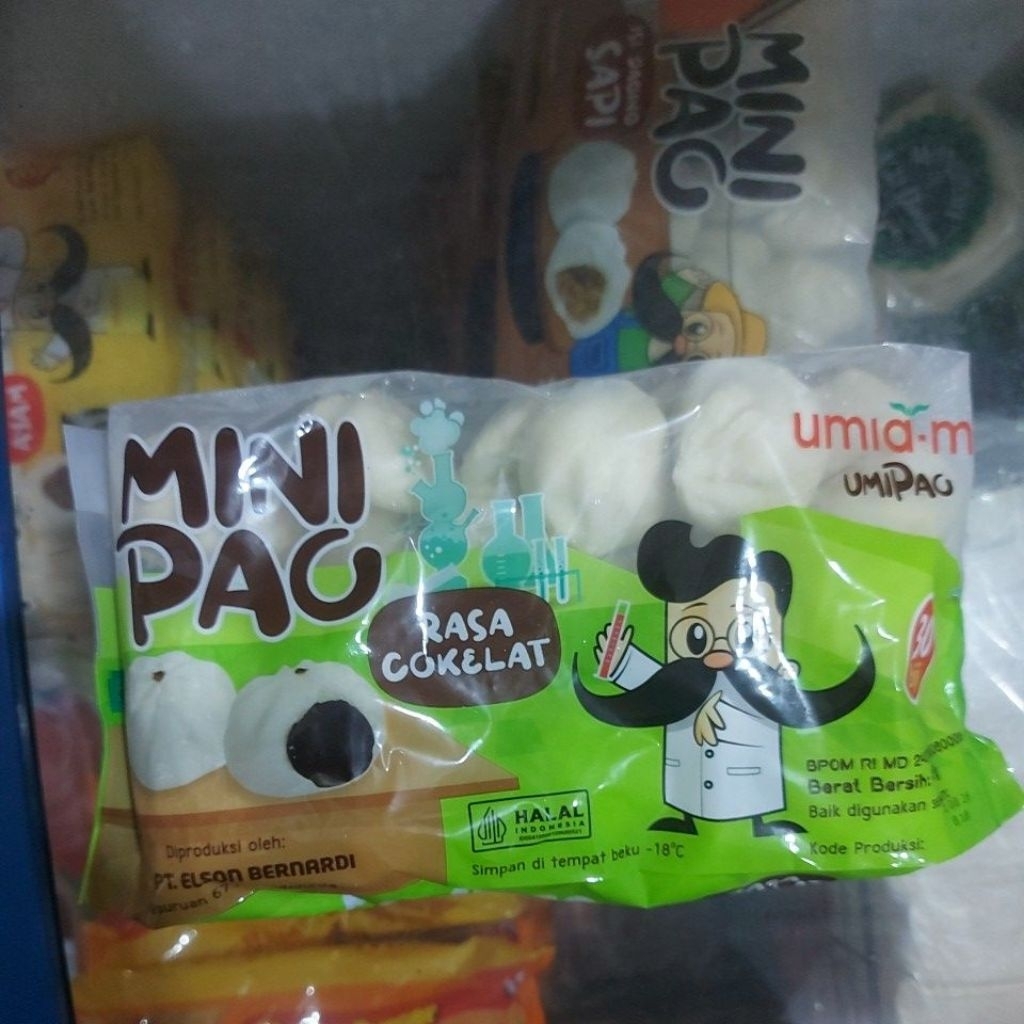 MINI
PAO
SAPI
MINI
PAO
RASA
COKELAT
umia-m
UMIPAO
30
HALAL
INDONESIA
Simpan di tempat beku -18°C
Diproduksi oleh:
PT. ELSON BERNARDI
BPOM RI MD
Berat Bersih:
Baik digunakan
Kode Produksi: